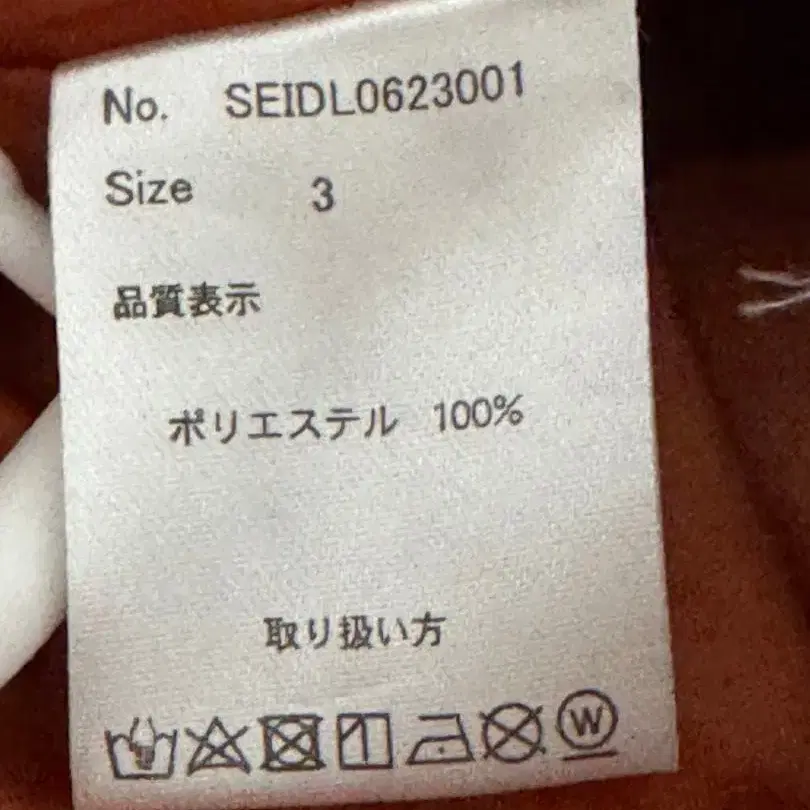 No. SEIDL0623001
Size 3
品質表示
ポリエステル 100%
取り扱い方
W